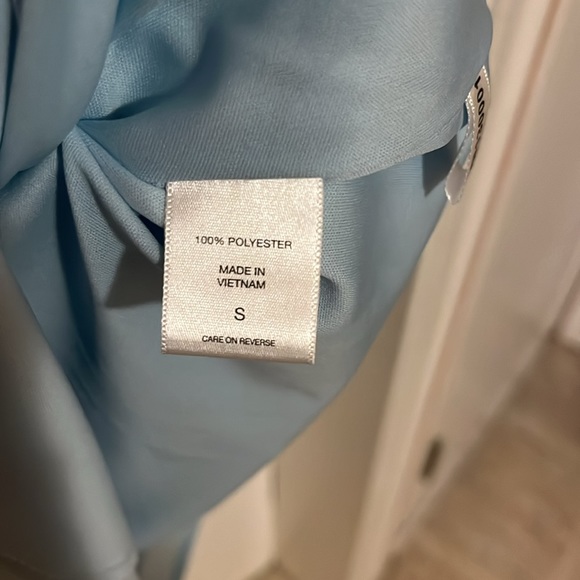 100% POLYESTER
MADE IN
VIETNAM
S
CARE ON REVERSE